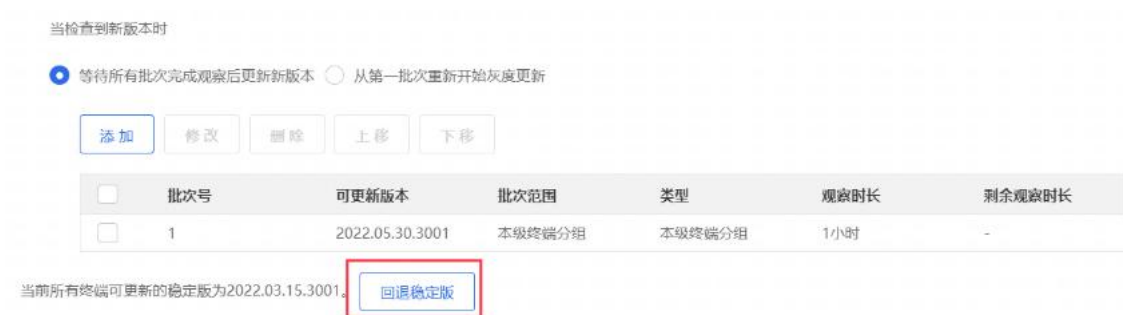 当检查到新版本时
等待所有批次完成观察后更新新版本 从第一批次重新开始灰度更新
添加 修改 删除 上移 下移
批次号 可更新版本 批次范围 类型 观察时长 剩余观察时长
1 2022.05.30.3001 本级终端分组 本级终端分组 1小时 -
当前所有终端可更新的稳定版为2022.03.15.3001。 回退稳定版